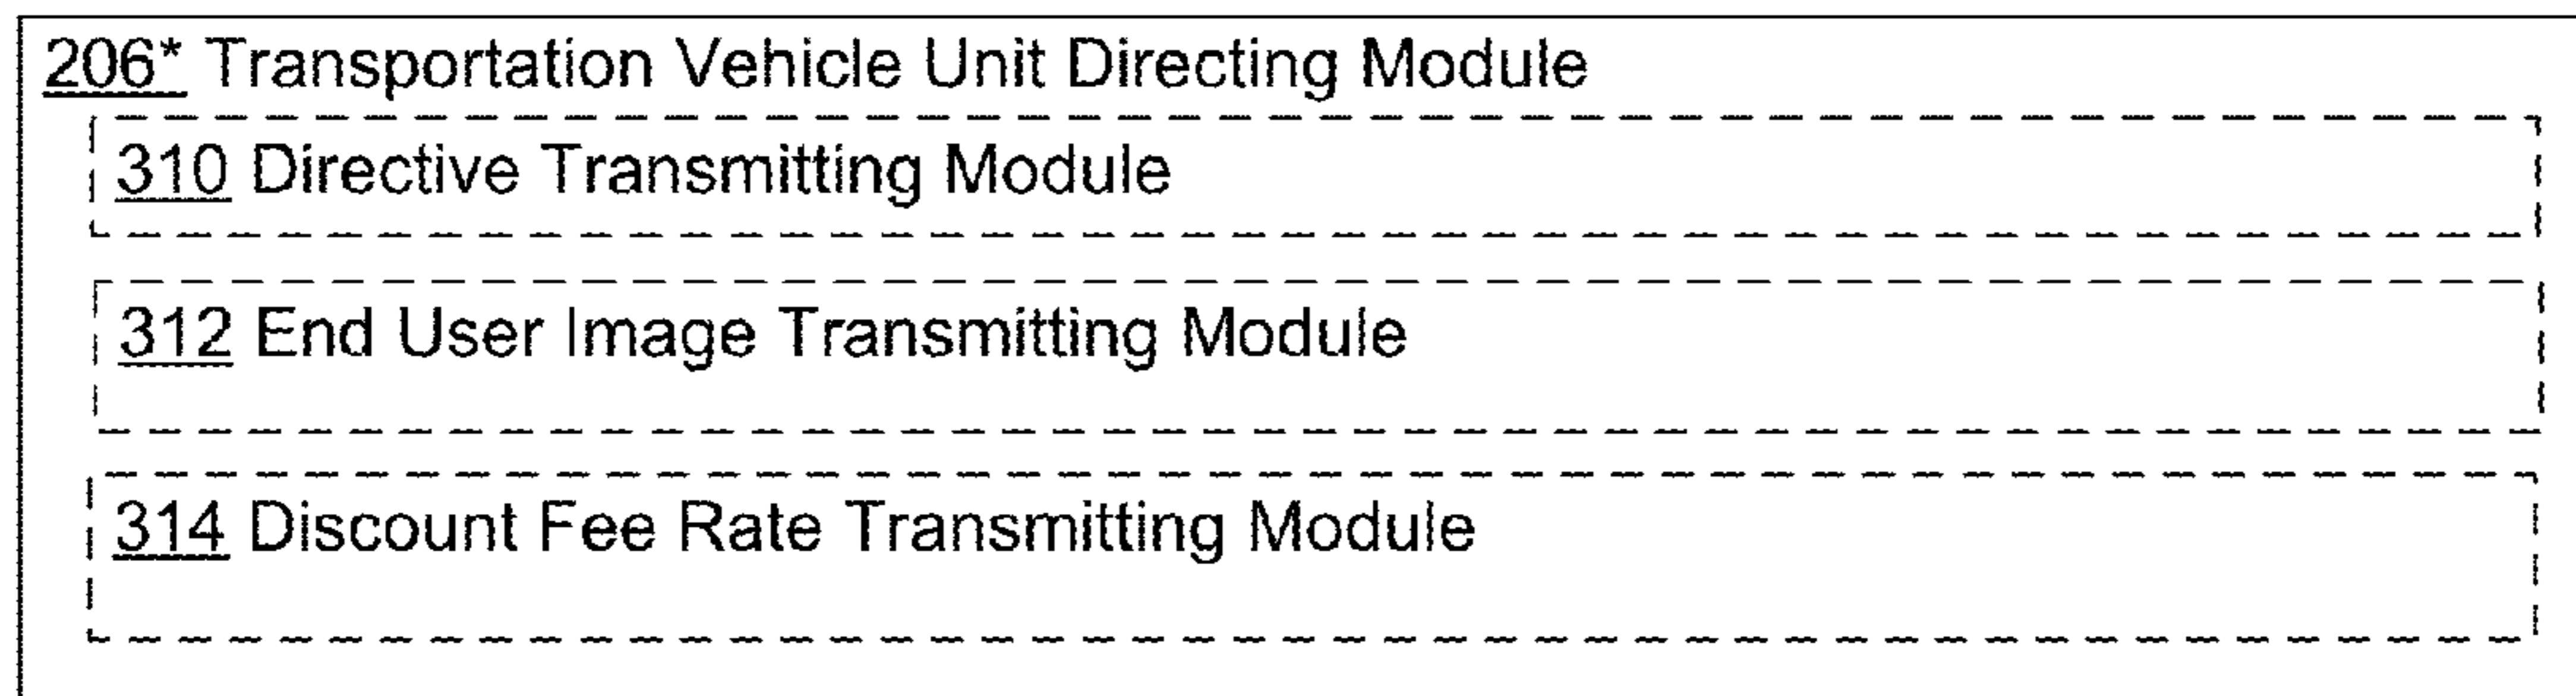 206* Transportation Vehicle Unit Directing Module
310 Directive Transmitting Module
312 End User Image Transmitting Module
314 Discount Fee Rate Transmitting Module